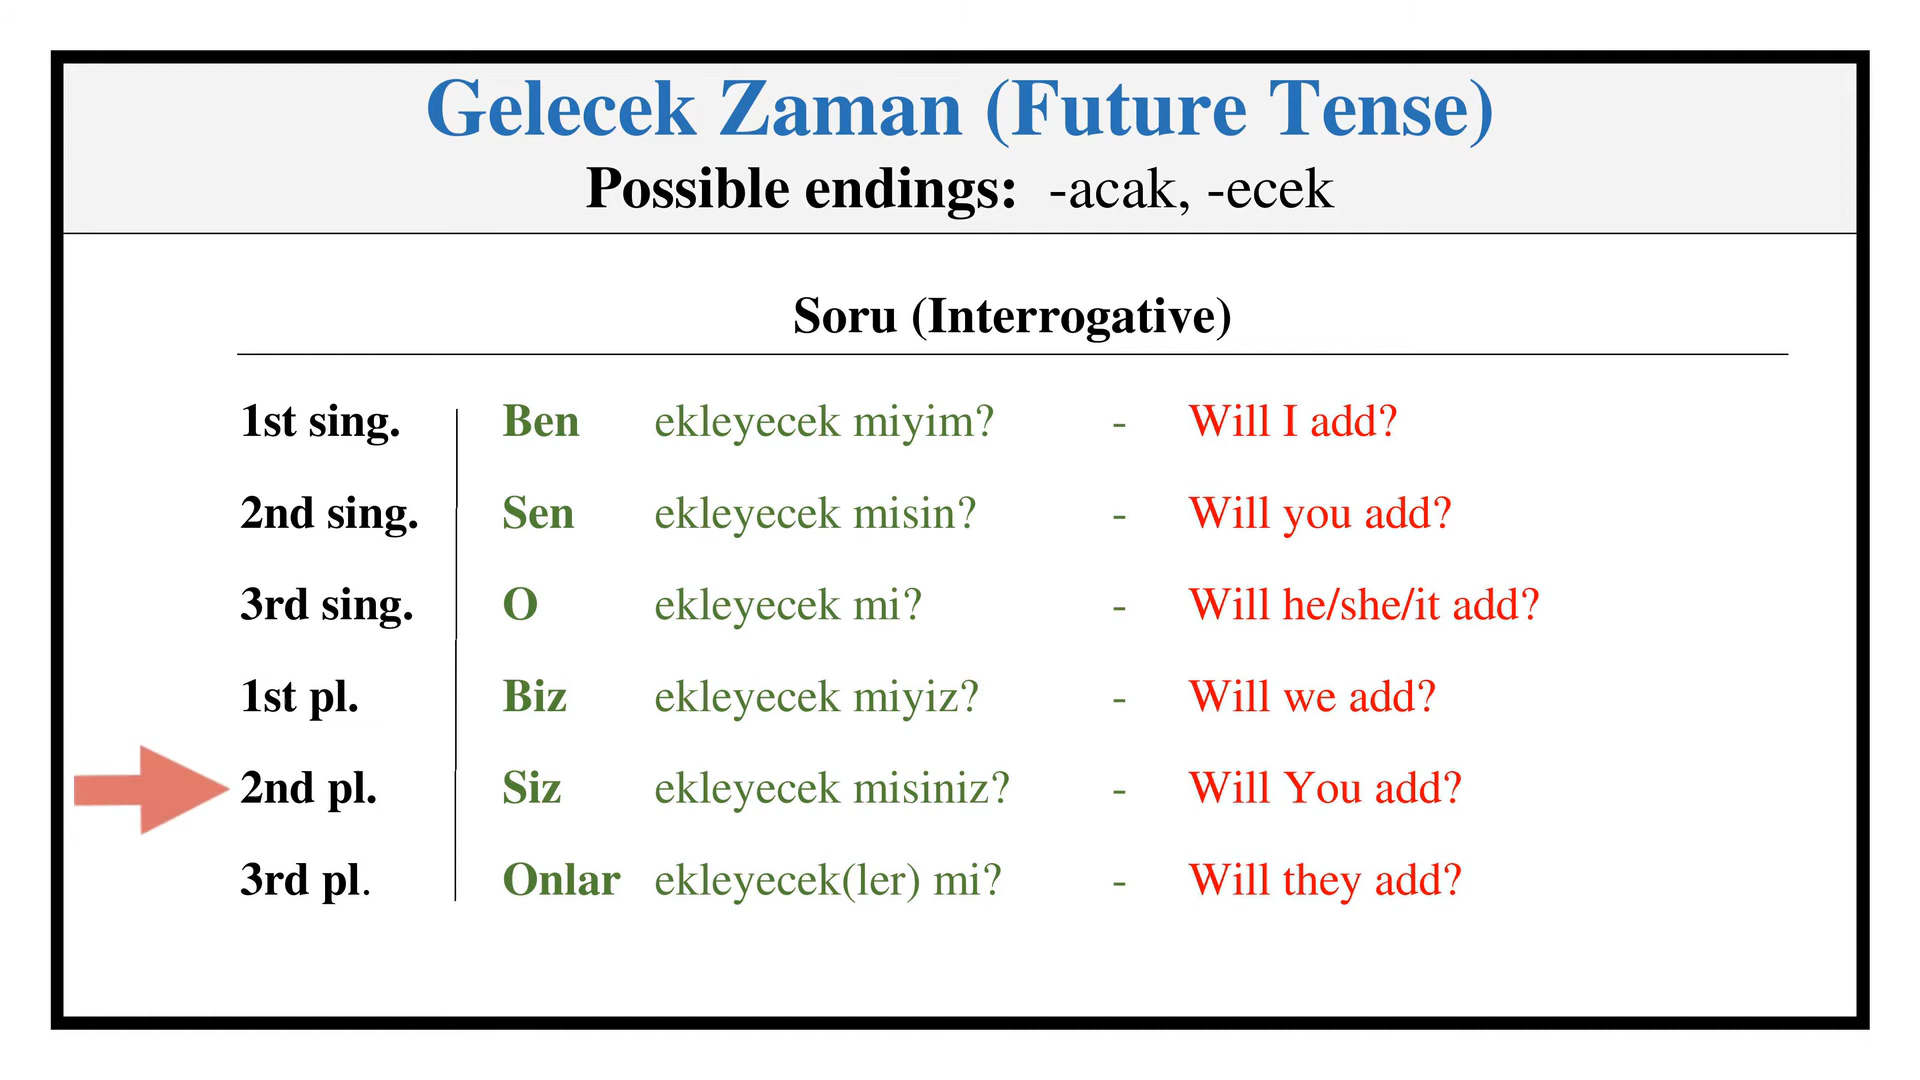 Gelecek Zaman (Future Tense)
Possible endings: -acak, -ecek
Soru (Interrogative)
1st sing. Ben ekleyecek miyim? - Will I add?
2nd sing. Sen ekleyecek misin? - Will you add?
3rd sing. O ekleyecek mi? - Will he/she/it add?
1st pl. Biz ekleyecek miyiz? - Will we add?
2nd pl. Siz ekleyecek misiniz? - Will You add?
3rd pl. Onlar ekleyecek(ler) mi? - Will they add?